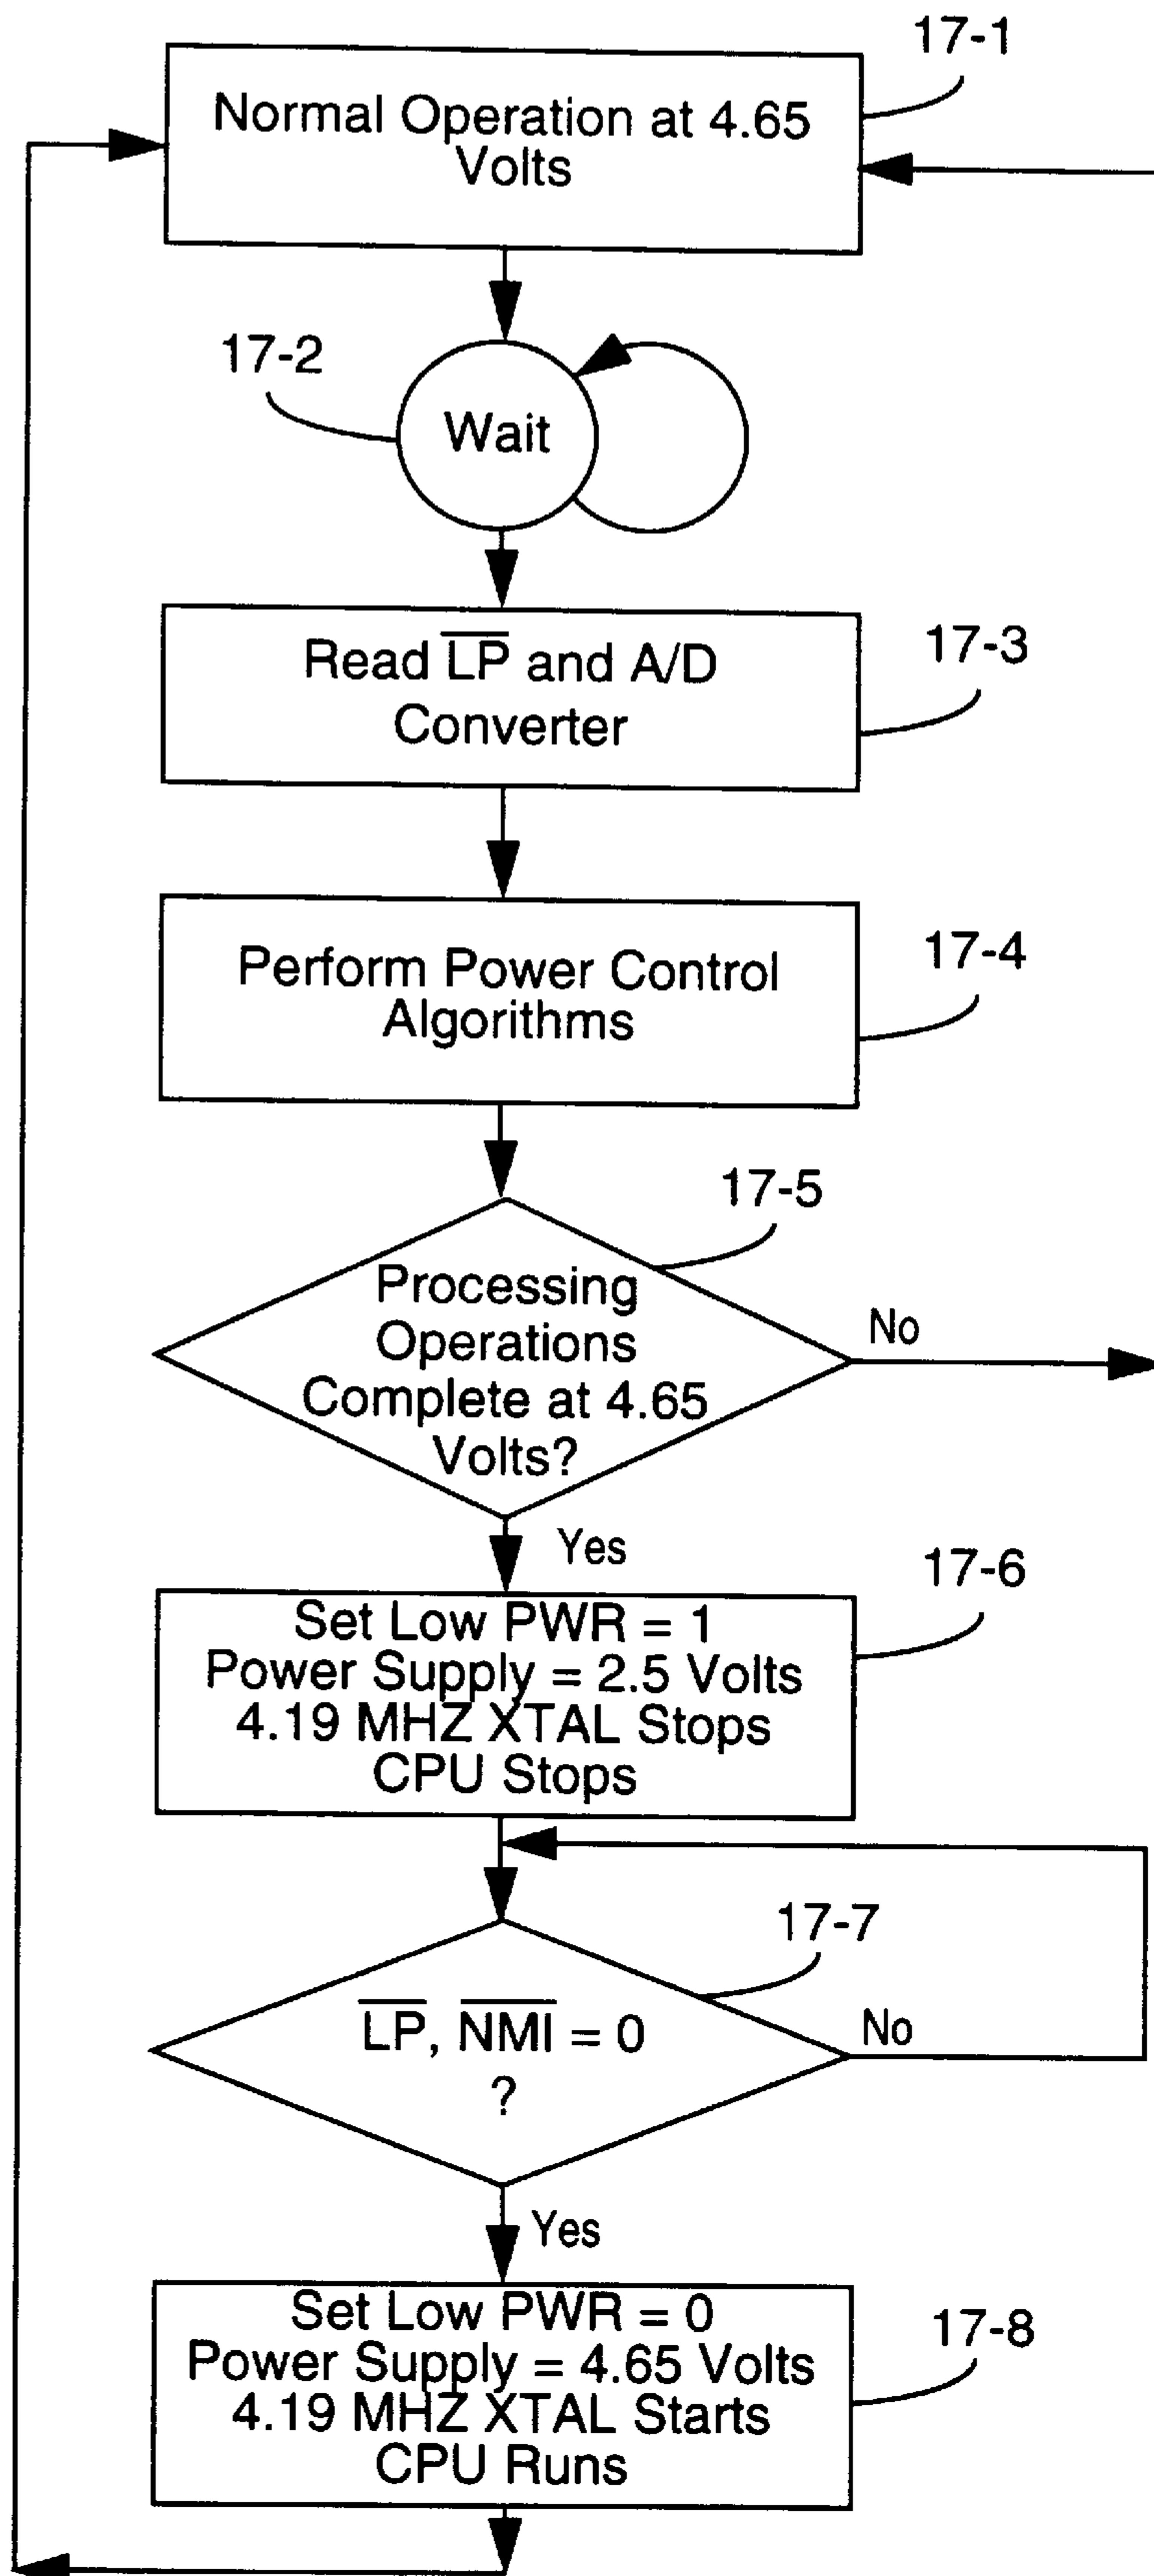 17-1
Normal Operation at 4.65
Volts
17-2
Wait
17-3
Read L̅P̅ and A/D
Converter
17-4
Perform Power Control
Algorithms
17-5
Processing
Operations
Complete at 4.65
Volts?
No
Yes
17-6
Set Low PWR = 1
Power Supply = 2.5 Volts
4.19 MHZ XTAL Stops
CPU Stops
17-7
L̅P̅, N̅M̅I̅ = 0
?
No
Yes
17-8
Set Low PWR = 0
Power Supply = 4.65 Volts
4.19 MHZ XTAL Starts
CPU Runs